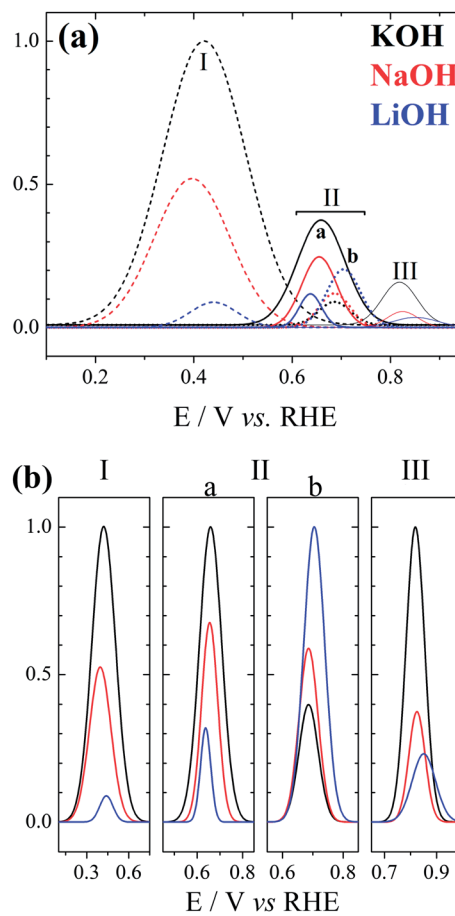 (a)
KOH
NaOH
LiOH
I
II
a
b
III
1.0
0.5
0.0
0.2 0.4 0.6 0.8
E / V vs. RHE
(b)
I II III
a b
1.0
0.5
0.0
0.3 0.6 0.6 0.8 0.6 0.8 0.8 0.9
E / V vs RHE